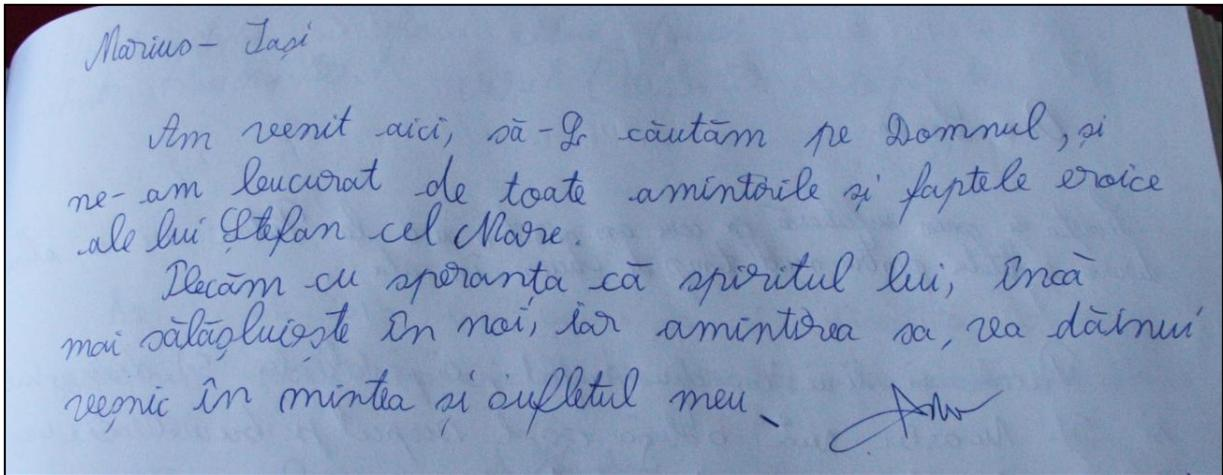 Marius - Iași
Am venit aici, să-L căutăm pe Domnul, și
ne-am bucurat de toate amintirile și faptele eroice
ale lui Ștefan cel Mare.
Plecăm cu speranța că spiritul lui, încă
mai sălășluiește în noi, iar amintirea sa, va dăinui
veșnic în mintea și sufletul meu.